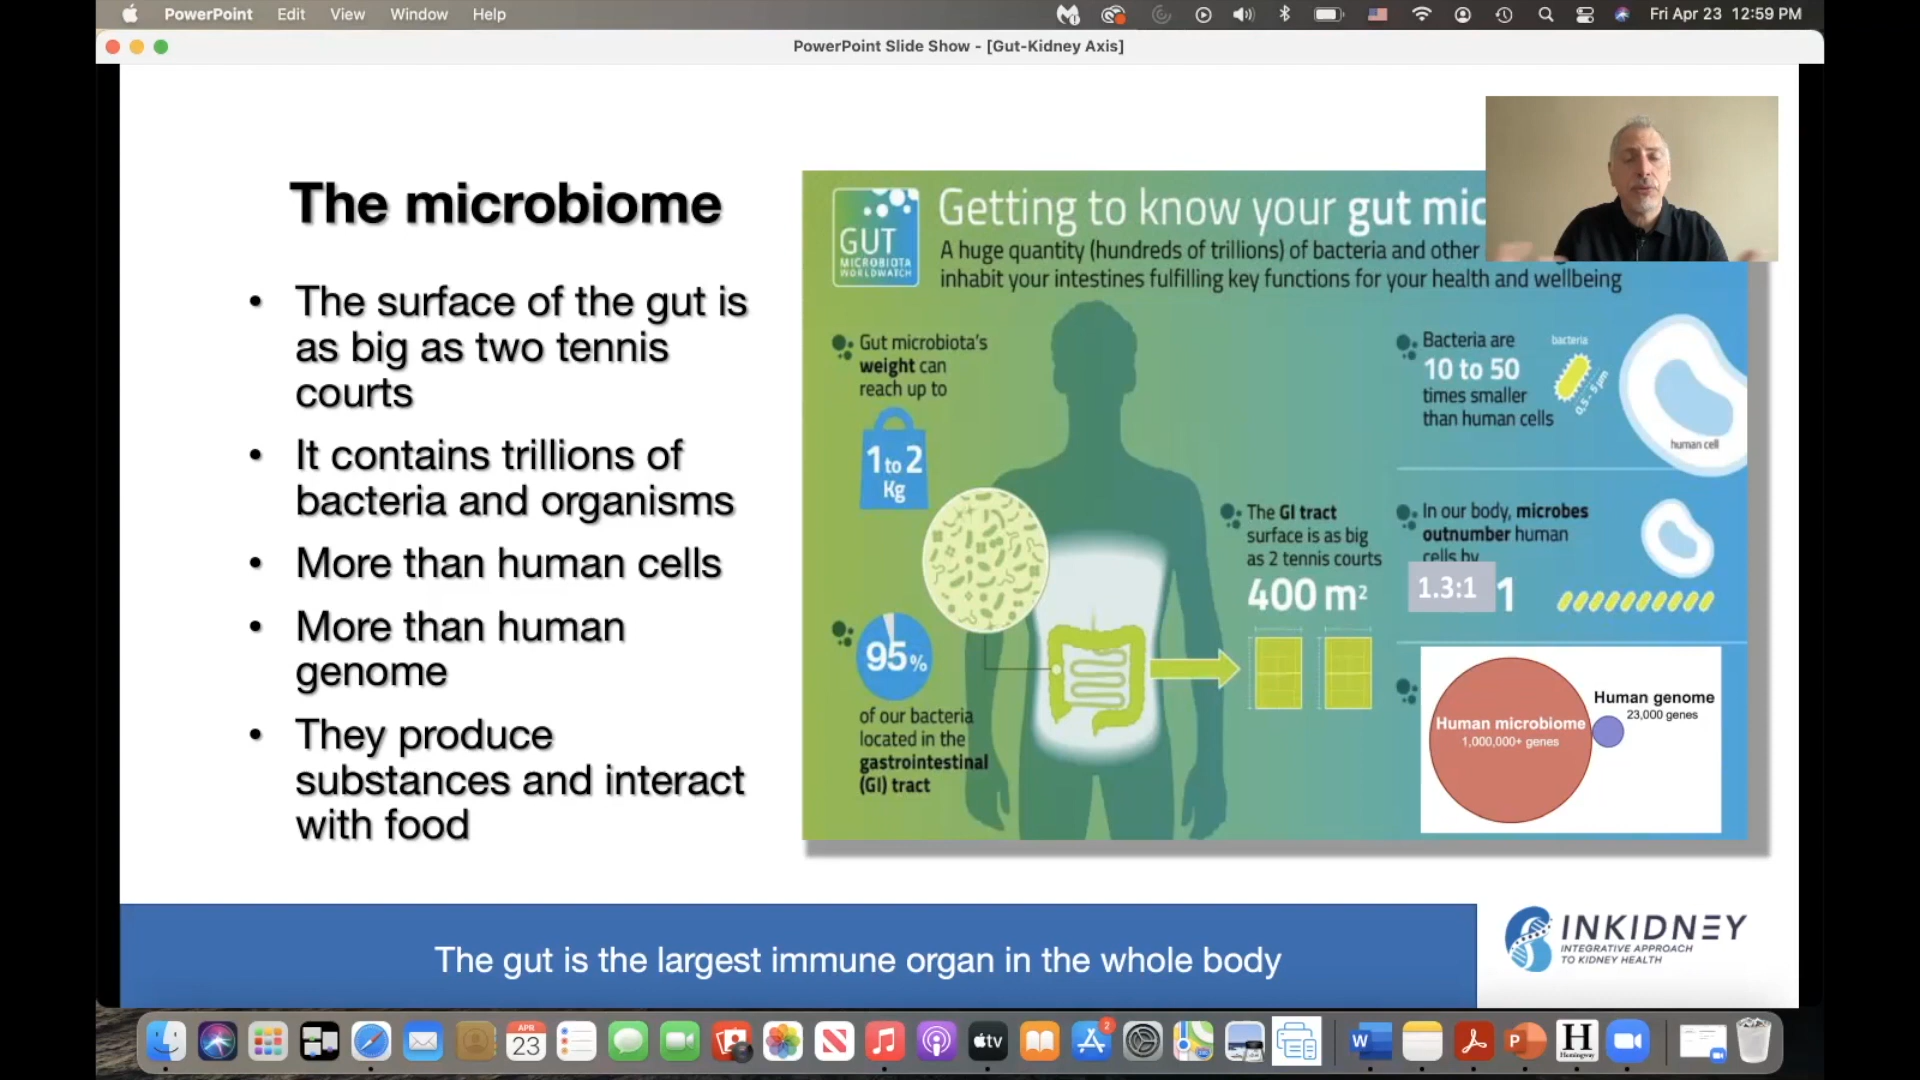 PowerPoint Edit View Window Help
Fri Apr 23 12:59 PM
PowerPoint Slide Show - [Gut-Kidney Axis]
The microbiome
• The surface of the gut is
as big as two tennis
courts
• It contains trillions of
bacteria and organisms
• More than human cells
• More than human
genome
• They produce
substances and interact
with food
GUT
MICROBIOTA
WORLDWATCH
Getting to know your gut mic
A huge quantity (hundreds of trillions) of bacteria and other
inhabit your intestines fulfilling key functions for your health and wellbeing
Gut microbiota's
weight can
reach up to
1 to 2
Kg
95%
of our bacteria
located in the
gastrointestinal
(GI) tract
The GI tract
surface is as big
as 2 tennis courts
400 m²
Bacteria are
10 to 50
times smaller
than human cells
bacteria
0,5 - 5 µm
human cell
In our body, microbes
outnumber human
cells by
1.3:1 1
Human microbiome
1,000,000+ genes
Human genome
23,000 genes
The gut is the largest immune organ in the whole body
INKIDNEY
INTEGRATIVE APPROACH
TO KIDNEY HEALTH
APR
23
tv
2
W
P
H
Hemingway